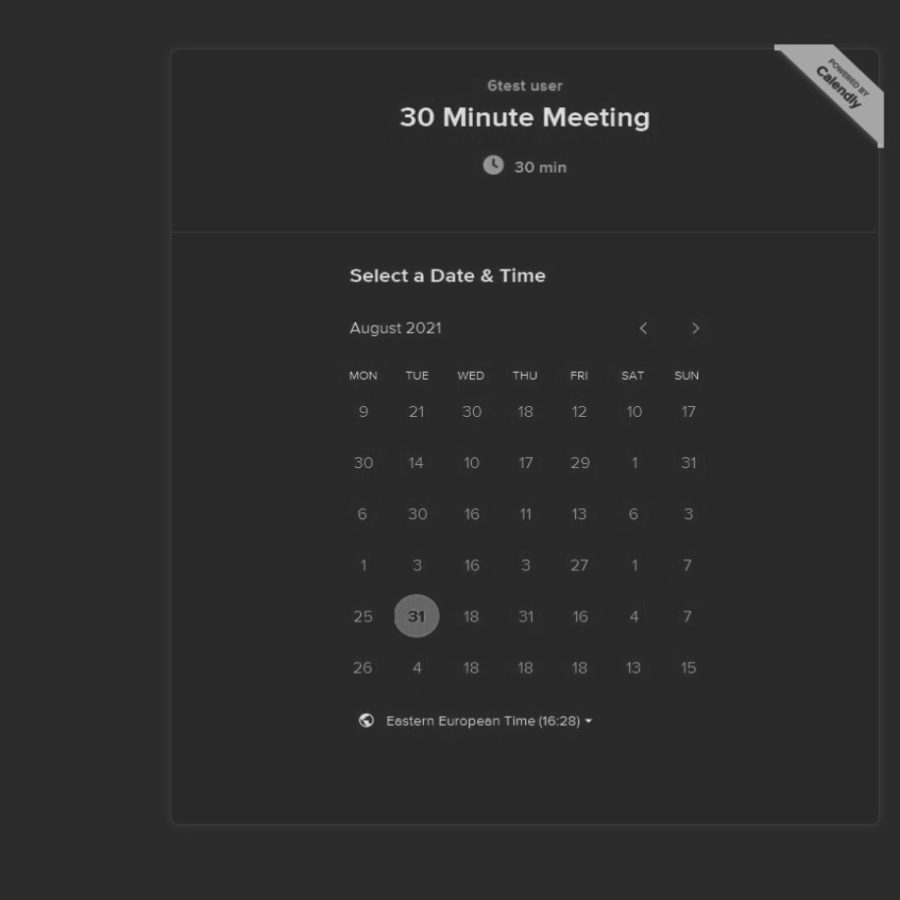 POWERED BY
Calendly
6test user
30 Minute Meeting
30 min
Select a Date & Time
August 2021
MON TUE WED THU FRI SAT SUN
9 21 30 18 12 10 17
30 14 10 17 29 1 31
6 30 16 11 13 6 3
1 3 16 3 27 1 7
25 31 18 31 16 4 7
26 4 18 18 18 13 15
Eastern European Time (16:28)